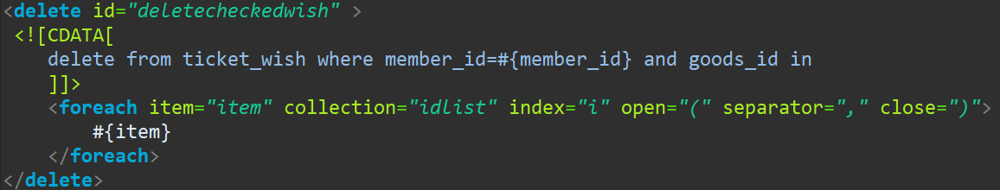 <delete id="deletecheckedwish" >
<![CDATA[
delete from ticket_wish where member_id=#{member_id} and goods_id in
]]>
<foreach item="item" collection="idlist" index="i" open="(" separator="," close=")">
#{item}
</foreach>
</delete>